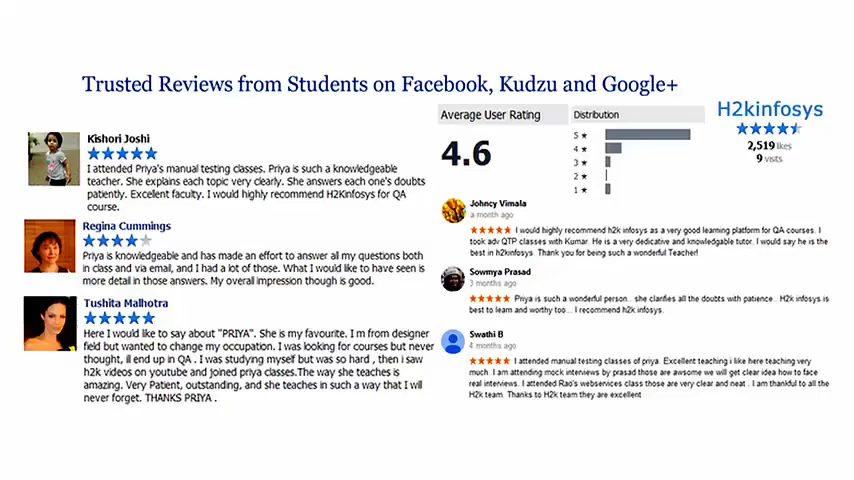 Trusted Reviews from Students on Facebook, Kudzu and Google+
Kishori Joshi
I attended Priya's manual testing classes. Priya is such a knowledgeable
teacher. She explains each topic very clearly. She answers each one's doubts
patiently. Excellent faculty. I would highly recommend H2Kinfosys for QA
course.
Regina Cummings
Priya is knowledgeable and has made an effort to answer all my questions both
in class and via email, and I had a lot of those. What I would like to have seen is
more detail in those answers. My overall impression though is good.
Tushita Malhotra
Here I would like to say about "PRIYA". She is my favourite. I m from designer
field but wanted to change my occupation. I was looking for courses but never
thought, ill end up in QA . I was studying myself but was so hard , then i saw
h2k videos on youtube and joined priya classes.The way she teaches is
amazing. Very Patient, outstanding, and she teaches in such a way that I will
never forget. THANKS PRIYA .
Average User Rating
Distribution
4.6
5 ★
4 ★
3 ★
2 ★
1 ★
H2kinfosys
2,519 likes
9 visits
Johncy Vimala
a month ago
I would highly recommend h2k infosys as a very good learning platform for QA courses. I
took adv QTP classes with Kumar. He is a very dedicative and knowledgable tutor. I would say he is the
best in h2kinfosys. Thank you for being such a wonderful Teacher!
Sowmya Prasad
3 months ago
Priya is such a wonderful person.. she clarifies all the doubts with patience.. H2k infosys is
best to learn and worthy too... I recommend h2k infosys.
Swathi B
4 months ago
I attended manual testing classes of priya. Excellent teaching i like here teaching very
much. I am attending mock interviews by prasad those are awsome we will get clear idea how to face
real interviews. I attended Rao's webservices class those are very clear and neat . I am thankful to all the
H2k team. Thanks to H2k team they are excellent